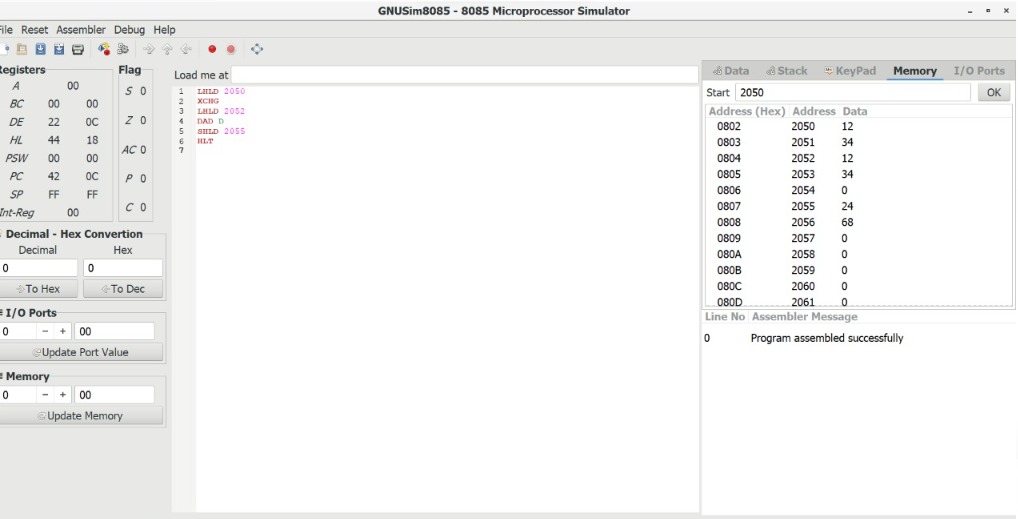 GNUSim8085 - 8085 Microprocessor Simulator
File Reset Assembler Debug Help
Registers
A 00
BC 00 00
DE 22 0C
HL 44 18
PSW 00 00
PC 42 0C
SP FF FF
Int-Reg 00
Flag
S 0
Z 0
AC 0
P 0
C 0
Decimal - Hex Convertion
Decimal Hex
0 0
To Hex To Dec
I/O Ports
0 - + 00
Update Port Value
Memory
0 - + 00
Update Memory
Load me at
1 LHLD 2050
2 XCHG
3 LHLD 2052
4 DAD D
5 SHLD 2055
6 HLT
7
Data Stack KeyPad Memory I/O Ports
Start 2050 OK
Address (Hex) Address Data
0802 2050 12
0803 2051 34
0804 2052 12
0805 2053 34
0806 2054 0
0807 2055 24
0808 2056 68
0809 2057 0
080A 2058 0
080B 2059 0
080C 2060 0
080D 2061 0
Line No Assembler Message
0 Program assembled successfully